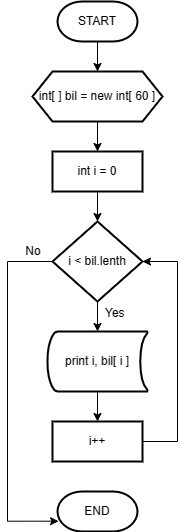 START
int[ ] bil = new int[ 60 ]
int i = 0
i < bil.lenth
No
Yes
print i, bil[ i ]
i++
END